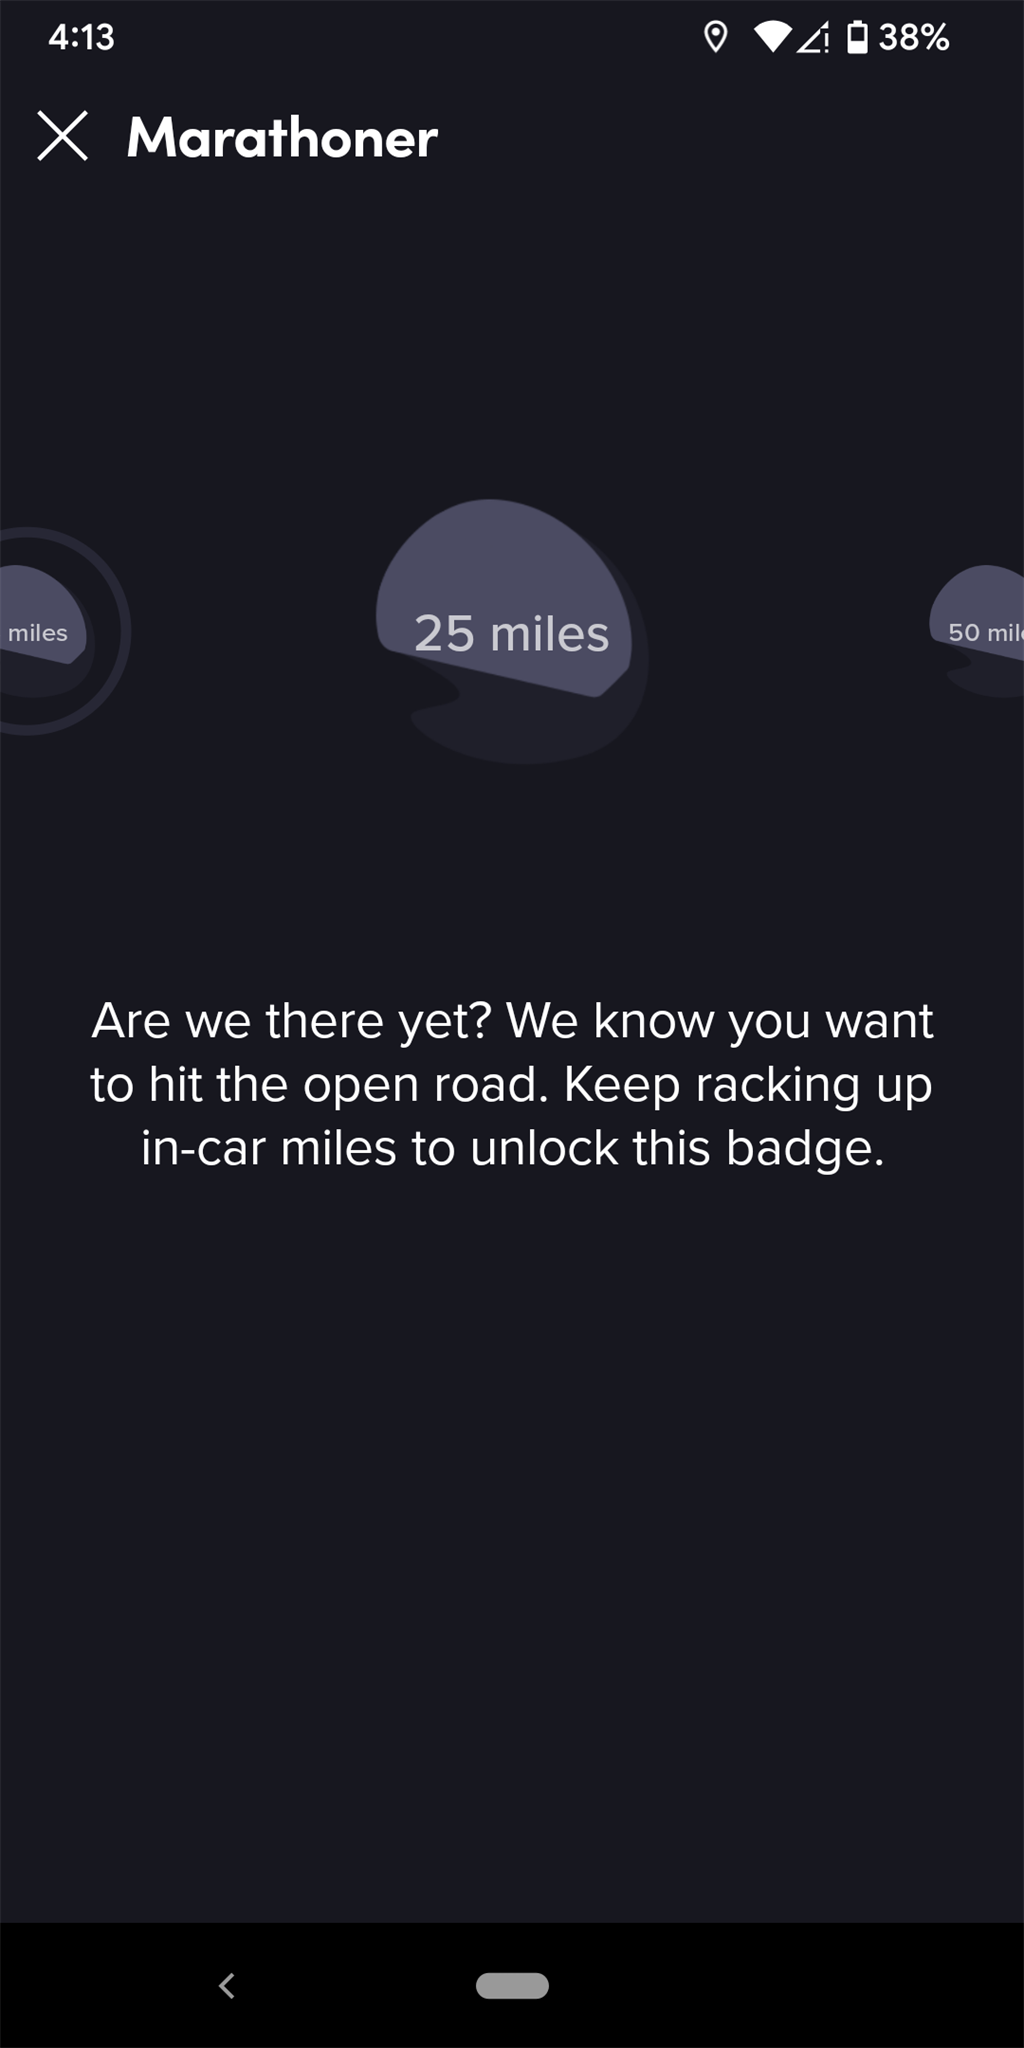 4:13
38%
Marathoner
miles
25 miles
50
Are we there yet? We know you want
to hit the open road. Keep racking up
in-car miles to unlock this badge.